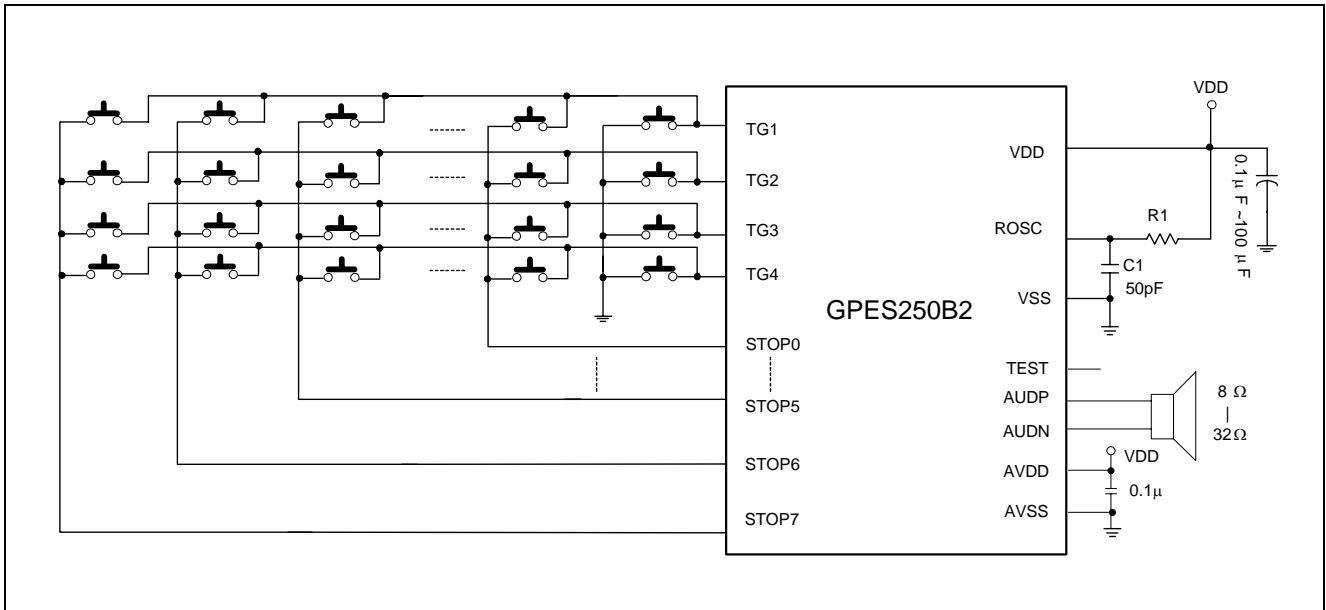 TG1
TG2
TG3
TG4
STOP0
STOP5
STOP6
STOP7
GPES250B2
VDD
ROSC
VSS
TEST
AUDP
AUDN
AVDD
AVSS
VDD
0.1μF~100μF
R1
C1
50pF
8 Ω
32Ω
VDD
0.1μ